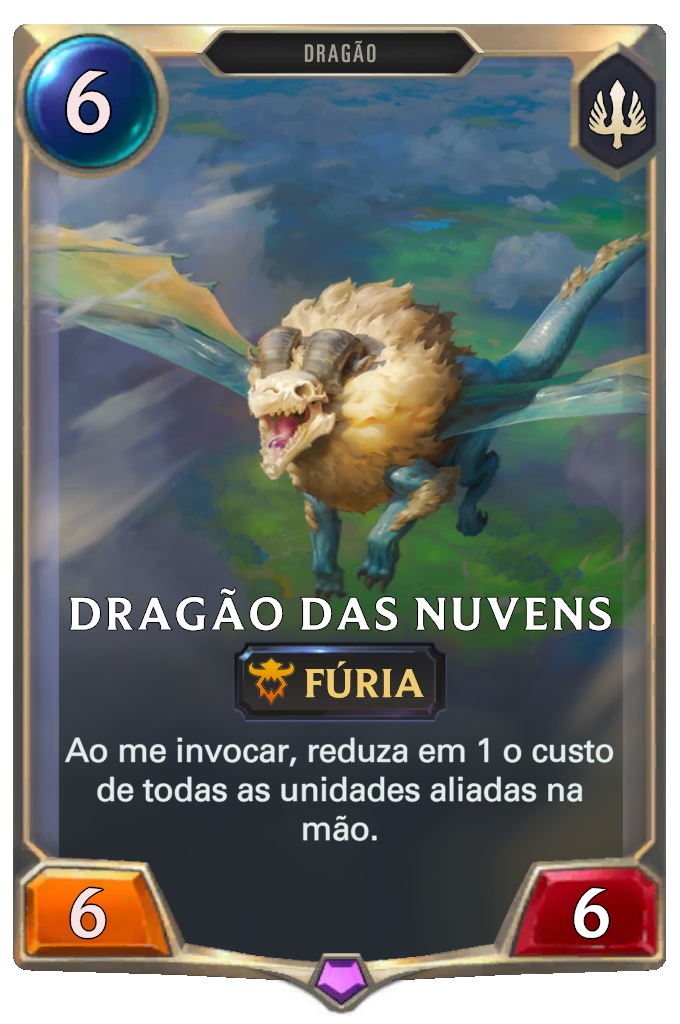 DRAGÃO
6
DRAGÃO DAS NUVENS
FÚRIA
Ao me invocar, reduza em 1 o custo
de todas as unidades aliadas na
mão.
6
6